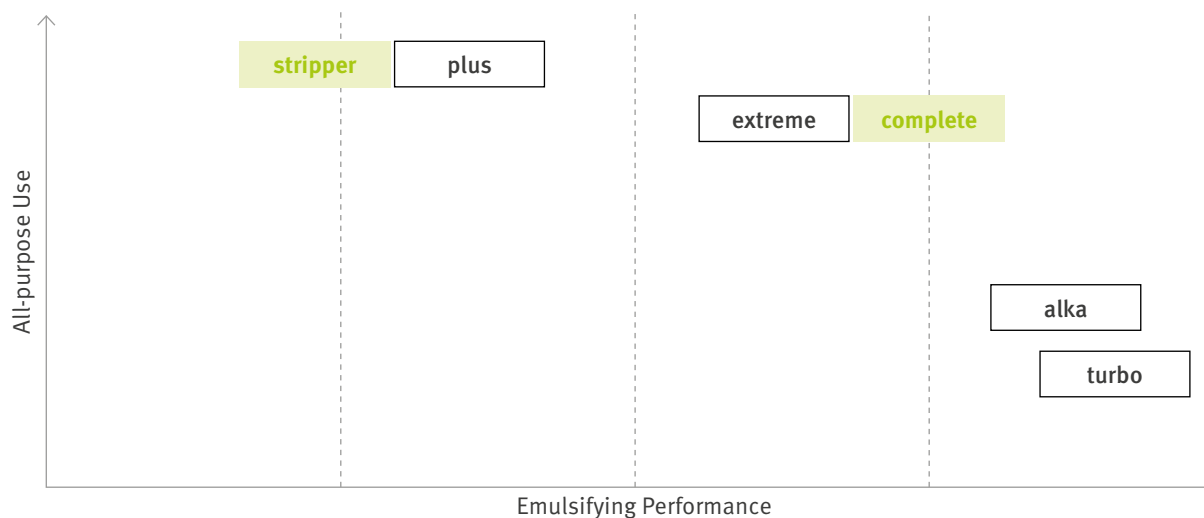 stripper
plus
extreme
complete
alka
turbo
All-purpose Use
Emulsifying Performance